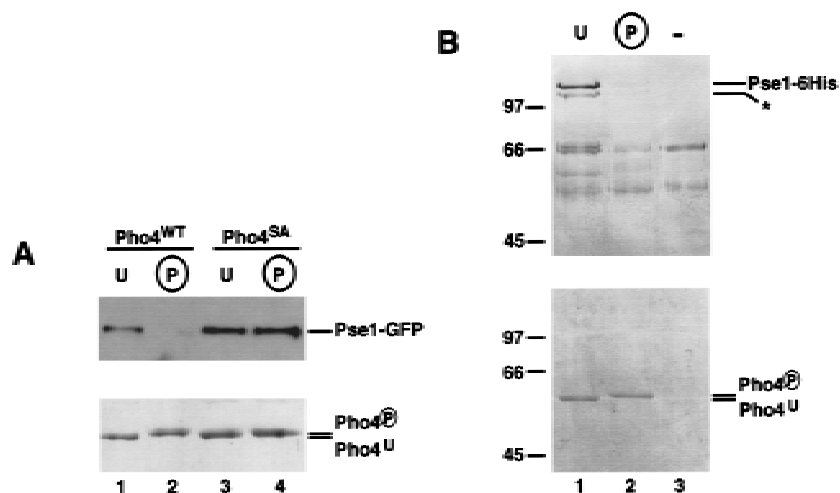 A
Pho4WT Pho4SA
U P U P
Pse1-GFP
Pho4P
Pho4U
1 2 3 4
B
U P -
Pse1-6His
*
97
66
45
97
66
45
Pho4P
Pho4U
1 2 3